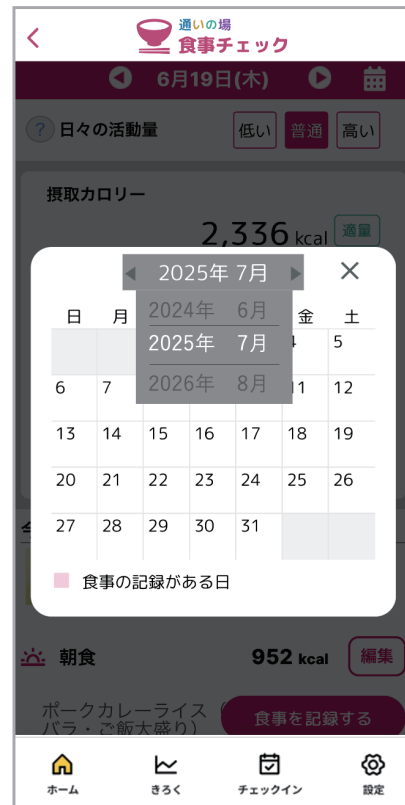 通いの場
食事チェック
6月19日(木)
? 日々の活動量 低い 普通 高い
摂取カロリー
2,336 kcal 適量
2025年 7月
2024年 6月
2025年 7月
2026年 8月
日 月 金 土
5
6 7 11 12
13 14 15 16 17 18 19
20 21 22 23 24 25 26
27 28 29 30 31
食事の記録がある日
朝食 952 kcal 編集
ポークカレーライス(
バラ・ご飯大盛り)
食事を記録する
ホーム きろく チェックイン 設定